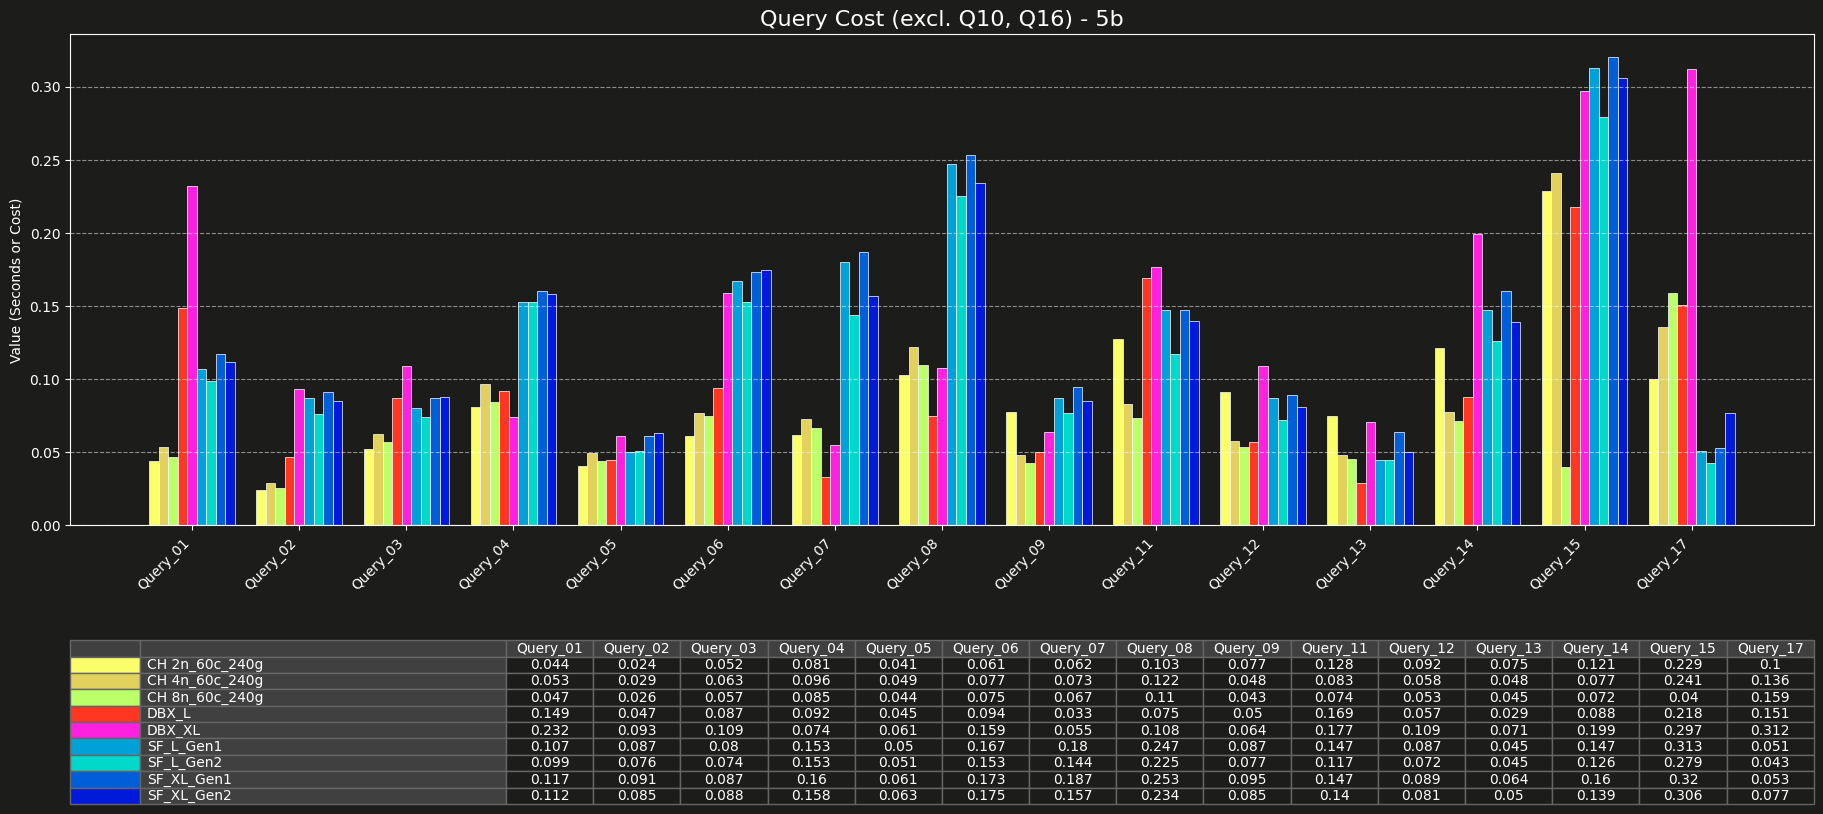 Query Cost (excl. Q10, Q16) - 5b
Value (Seconds or Cost)
0.30
0.25
0.20
0.15
0.10
0.05
0.00
Query_01 Query_02 Query_03 Query_04 Query_05 Query_06 Query_07 Query_08 Query_09 Query_11 Query_12 Query_13 Query_14 Query_15 Query_17
Query_01 Query_02 Query_03 Query_04 Query_05 Query_06 Query_07 Query_08 Query_09 Query_11 Query_12 Query_13 Query_14 Query_15 Query_17
CH 2n_60c_240g 0.044 0.024 0.052 0.081 0.041 0.061 0.062 0.103 0.077 0.128 0.092 0.075 0.121 0.229 0.1
CH 4n_60c_240g 0.053 0.029 0.063 0.096 0.049 0.077 0.073 0.122 0.048 0.083 0.058 0.048 0.077 0.241 0.136
CH 8n_60c_240g 0.047 0.026 0.057 0.085 0.044 0.075 0.067 0.11 0.043 0.074 0.053 0.045 0.072 0.04 0.159
DBX_L 0.149 0.047 0.087 0.092 0.045 0.094 0.033 0.075 0.05 0.169 0.057 0.029 0.088 0.218 0.151
DBX_XL 0.232 0.093 0.109 0.074 0.061 0.159 0.055 0.108 0.064 0.177 0.109 0.071 0.199 0.297 0.312
SF_L_Gen1 0.107 0.087 0.08 0.153 0.05 0.167 0.18 0.247 0.087 0.147 0.087 0.045 0.147 0.313 0.051
SF_L_Gen2 0.099 0.076 0.074 0.153 0.051 0.153 0.144 0.225 0.077 0.117 0.072 0.045 0.126 0.279 0.043
SF_XL_Gen1 0.117 0.091 0.087 0.16 0.061 0.173 0.187 0.253 0.095 0.147 0.089 0.064 0.16 0.32 0.053
SF_XL_Gen2 0.112 0.085 0.088 0.158 0.063 0.175 0.157 0.234 0.085 0.14 0.081 0.05 0.139 0.306 0.077